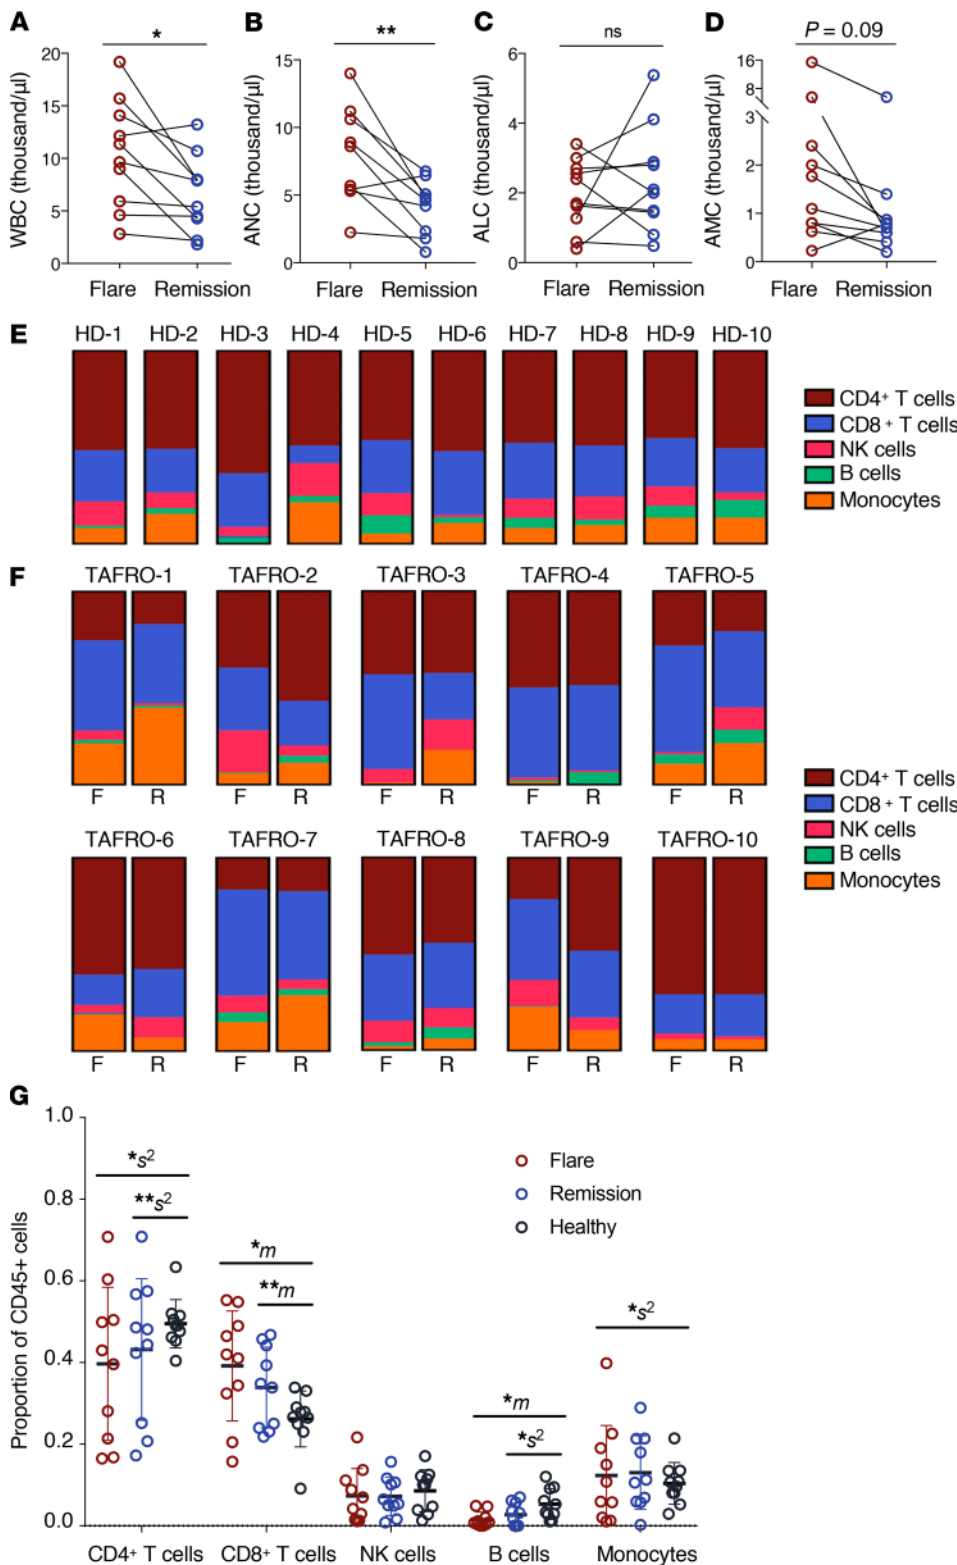 A
B
C
D
*
**
ns
P = 0.09
WBC (thousand/μl)
20
15
10
5
0
Flare
Remission
ANC (thousand/μl)
15
10
5
0
Flare
Remission
ALC (thousand/μl)
6
4
2
0
Flare
Remission
AMC (thousand/μl)
16
8
3
2
1
0
Flare
Remission
E
HD-1 HD-2 HD-3 HD-4 HD-5 HD-6 HD-7 HD-8 HD-9 HD-10
CD4⁺ T cells
CD8⁺ T cells
NK cells
B cells
Monocytes
F
TAFRO-1 TAFRO-2 TAFRO-3 TAFRO-4 TAFRO-5
F R F R F R F R F R
TAFRO-6 TAFRO-7 TAFRO-8 TAFRO-9 TAFRO-10
F R F R F R F R F R
CD4⁺ T cells
CD8⁺ T cells
NK cells
B cells
Monocytes
G
Proportion of CD45+ cells
1.0
0.8
0.6
0.4
0.2
0.0
*s²
**s²
*m
**m
*m
*s²
*s²
Flare
Remission
Healthy
CD4⁺ T cells CD8⁺ T cells NK cells B cells Monocytes